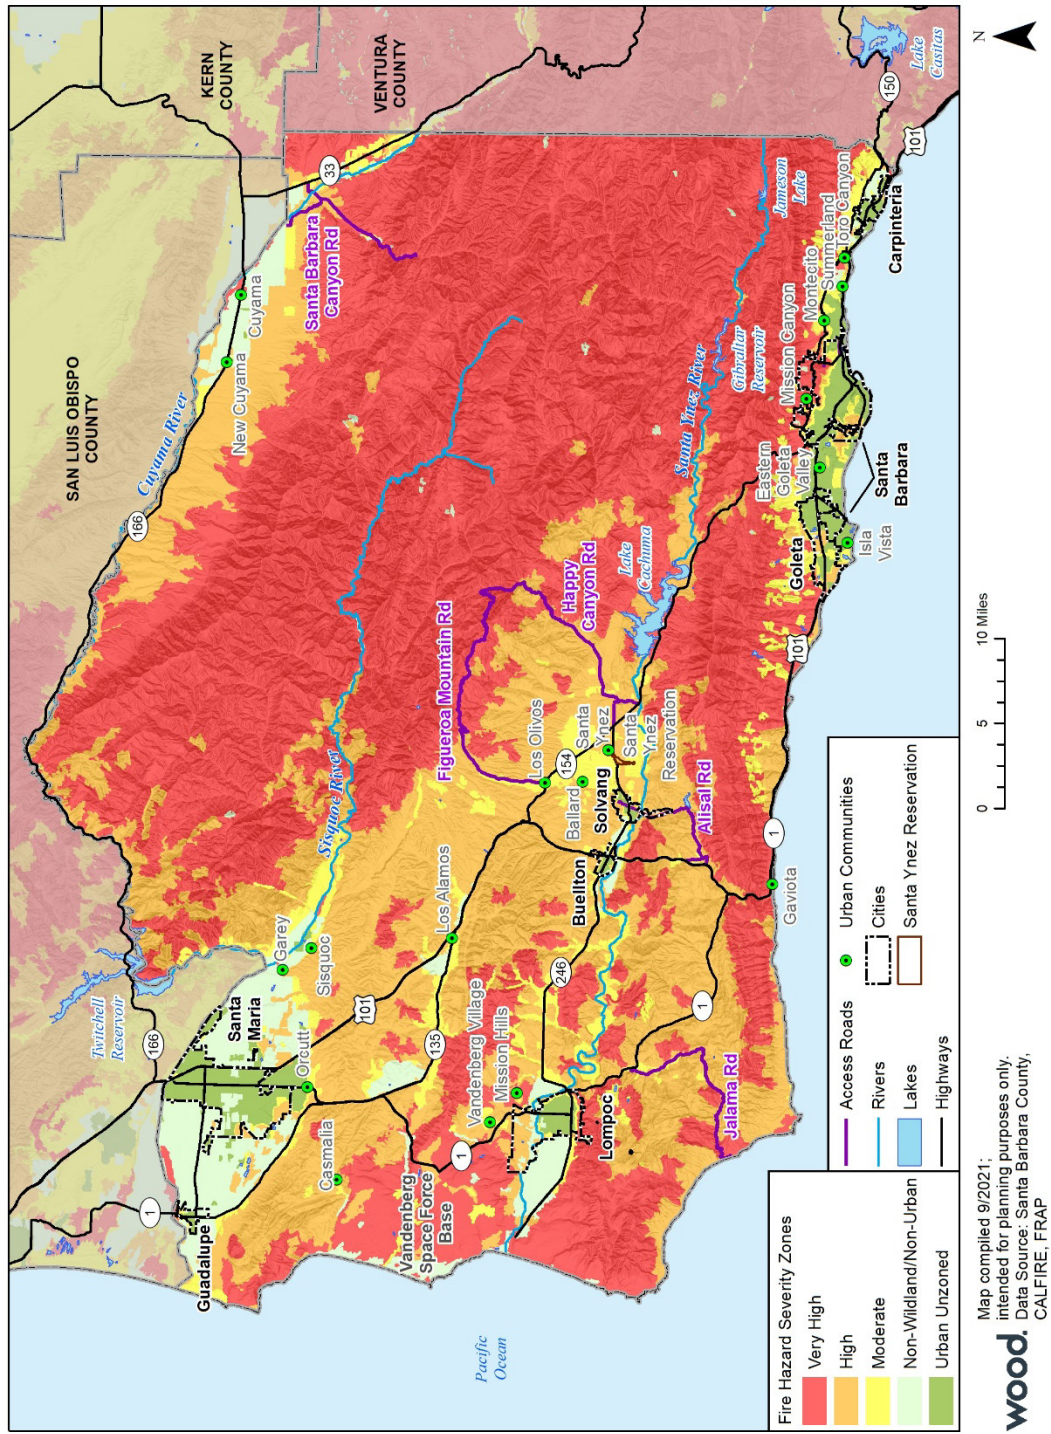 SAN LUIS OBISPO
COUNTY
KERN
COUNTY
VENTURA
COUNTY
N
Twitchell
Reservoir
166
166
Cuyama River
New Cuyama
Cuyama
33
Santa Barbara
Canyon Rd
1
Guadalupe
Santa
Maria
Orcutt
Garey
Sisquoc
Sisquoc River
Casmalia
101
135
Los Alamos
Figueroa Mountain Rd
Happy
Canyon Rd
Vandenberg
Space Force
Base
1
Vandenberg Village
Mission Hills
246
Lompoc
Buellton
Los Olivos
154
Ballard
Solvang
Santa
Ynez
Santa
Ynez
Reservation
Lake
Cachuma
Santa Ynez River
Gibraltar
Reservoir
Jameson
Lake
Jalama Rd
1
Alisal Rd
Gaviota
1
101
Goleta
Isla
Vista
Eastern
Goleta
Valley
Santa
Barbara
Mission Canyon
Montecito
Summerland
Toro Canyon
Carpinteria
150
101
Lake
Casitas
Pacific
Ocean
Fire Hazard Severity Zones
Very High
High
Moderate
Non-Wildland/Non-Urban
Urban Unzoned
Access Roads
Rivers
Lakes
Highways
Urban Communities
Cities
Santa Ynez Reservation
0
5
10 Miles
wood.
Map compiled 9/2021;
intended for planning purposes only.
Data Source: Santa Barbara County,
CALFIRE, FRAP